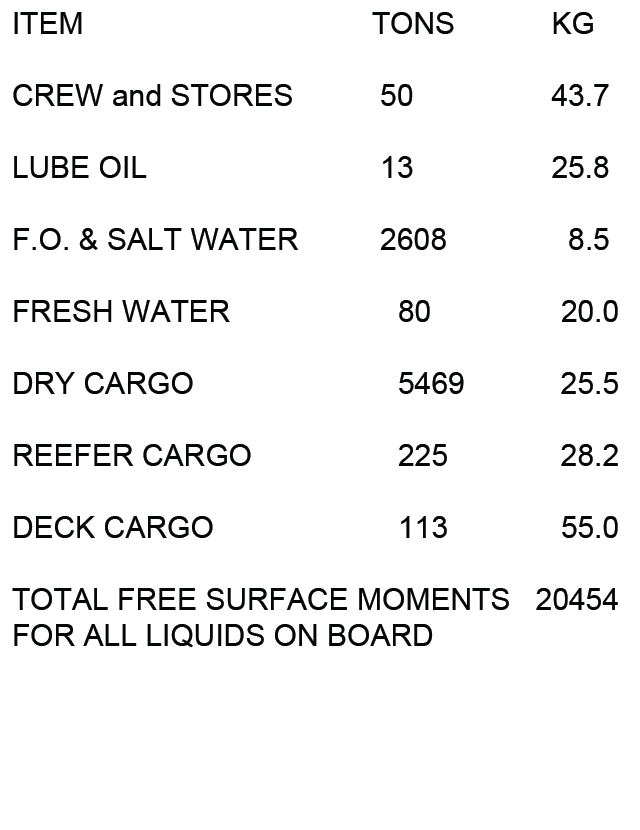 ITEM TONS KG
CREW and STORES 50 43.7
LUBE OIL 13 25.8
F.O. & SALT WATER 2608 8.5
FRESH WATER 80 20.0
DRY CARGO 5469 25.5
REEFER CARGO 225 28.2
DECK CARGO 113 55.0
TOTAL FREE SURFACE MOMENTS 20454
FOR ALL LIQUIDS ON BOARD